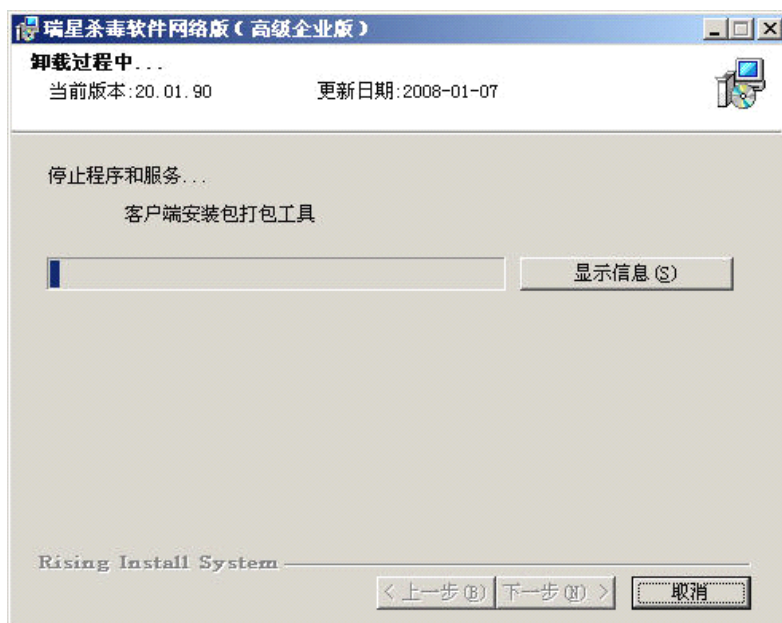 瑞星杀毒软件网络版（高级企业版）
卸载过程中...
当前版本:20.01.90 更新日期:2008-01-07
停止程序和服务...
客户端安装包打包工具
显示信息(S)
Rising Install System
< 上一步(B) 下一步(N) > 取消